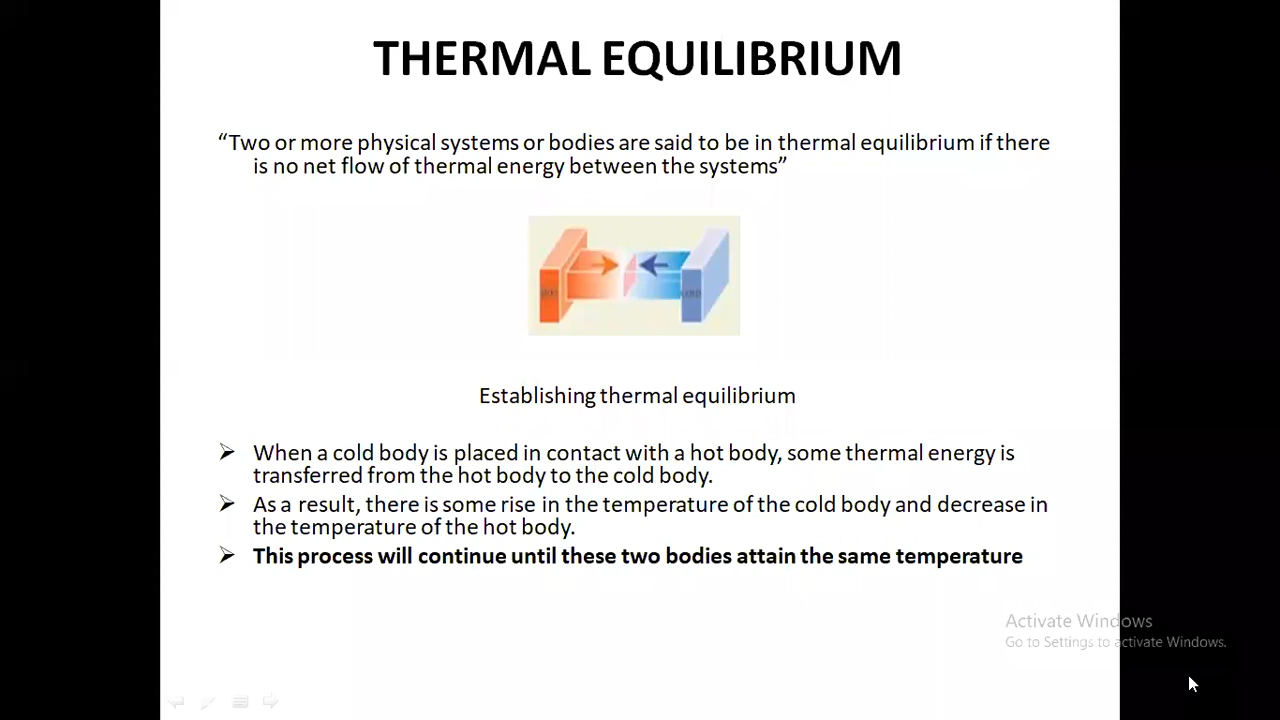 THERMAL EQUILIBRIUM
“Two or more physical systems or bodies are said to be in thermal equilibrium if there
is no net flow of thermal energy between the systems”
Establishing thermal equilibrium
When a cold body is placed in contact with a hot body, some thermal energy is
transferred from the hot body to the cold body.
As a result, there is some rise in the temperature of the cold body and decrease in
the temperature of the hot body.
This process will continue until these two bodies attain the same temperature
Activate Windows
Go to Settings to activate Windows.